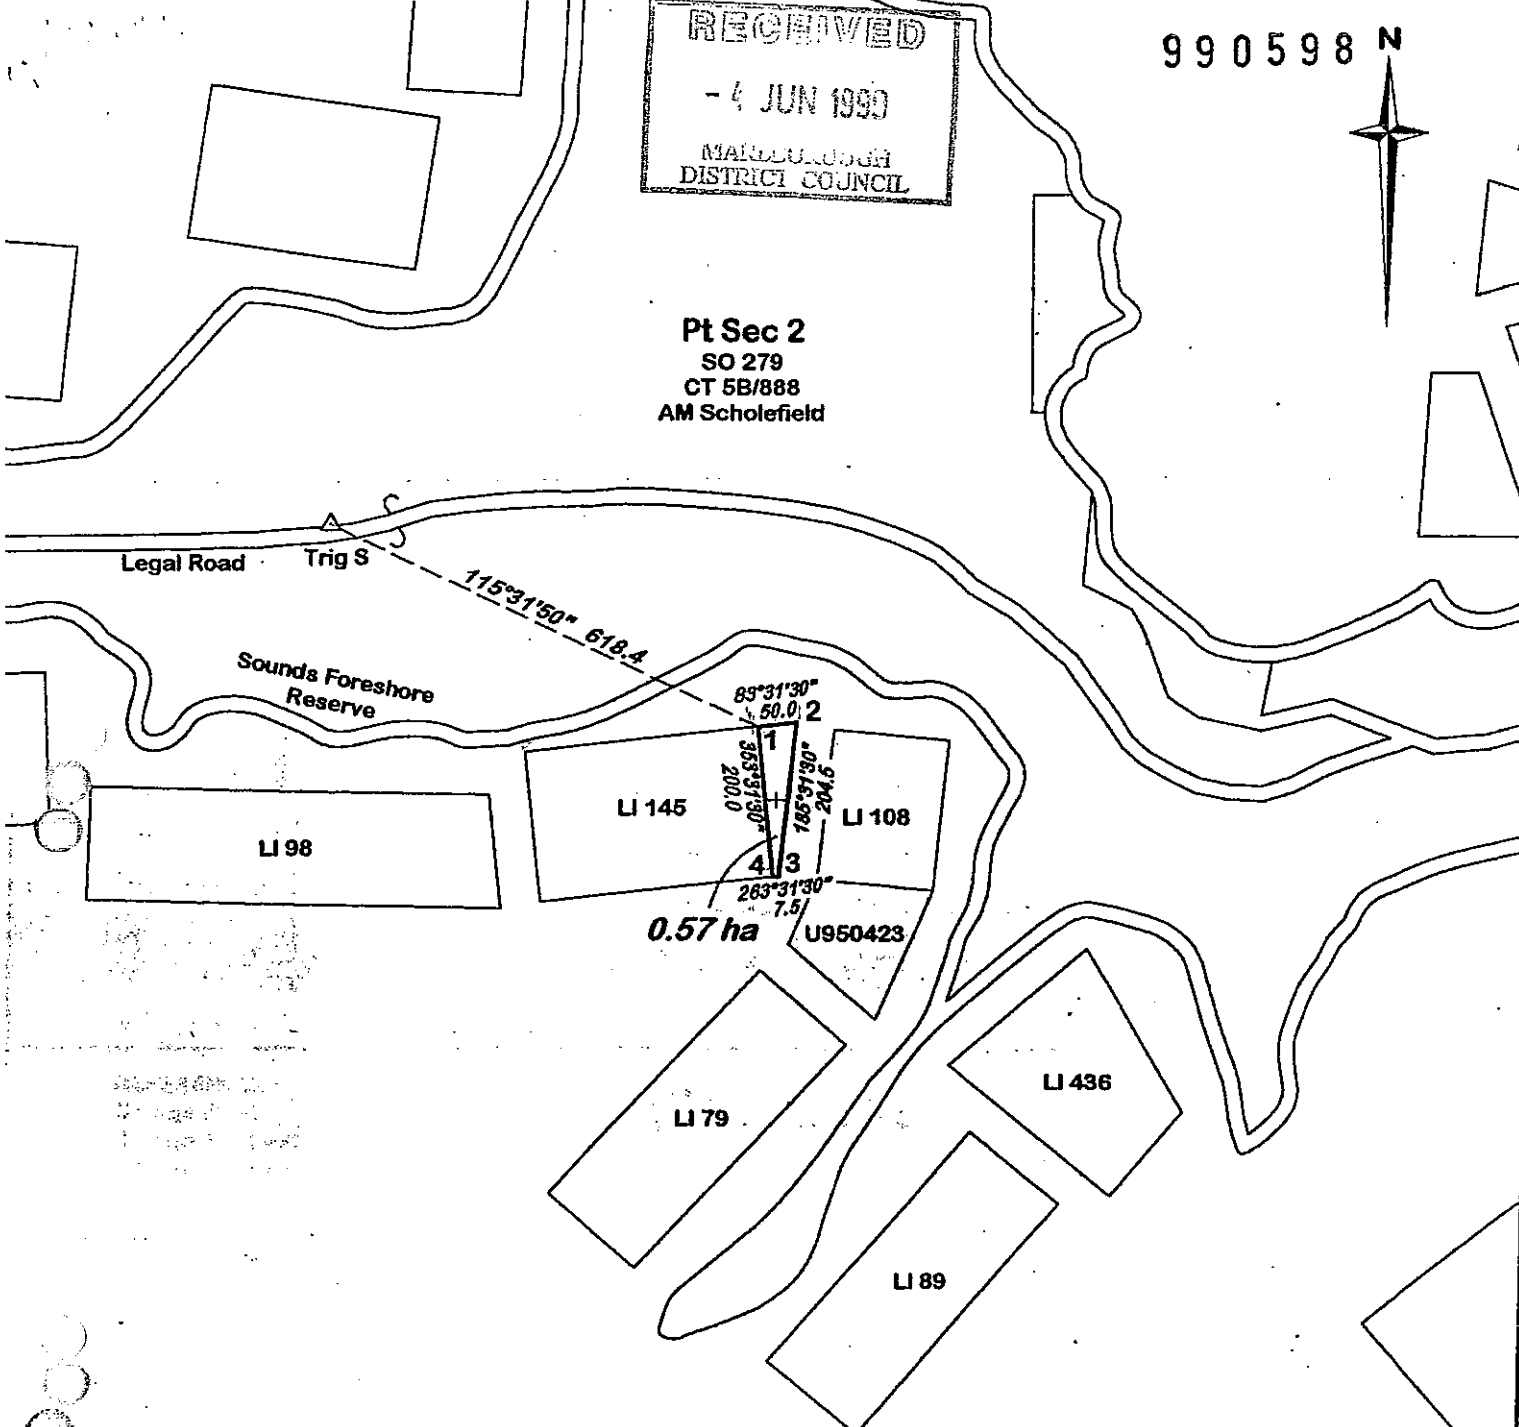 RECEIVED
990598 N
- 4 JUN 1999
MARLBOROUGH
DISTRICT COUNCIL
Pt Sec 2
SO 279
CT 5B/888
AM Scholefield
Legal Road
Trig S
115°31'50" 618.4
Sounds Foreshore
Reserve
83°31'30"
50.0
2
1
353°31'30"
200.0
185°31'30"
204.5
LI 145
LI 108
LI 98
4
3
263°31'30"
7.5
0.57 ha
U950423
LI 436
LI 79
LI 89